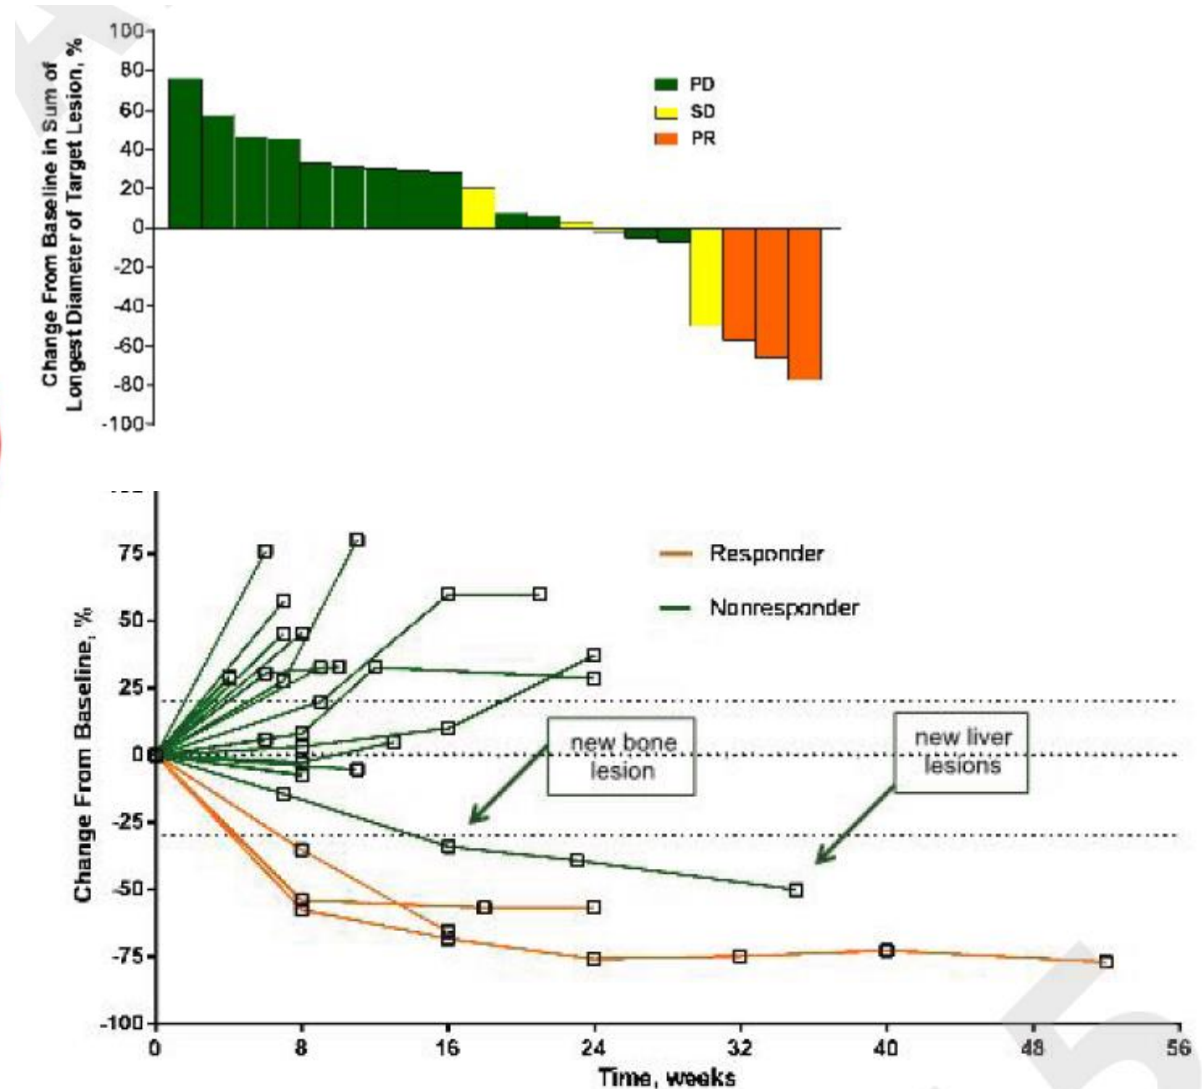 Change From Baseline in Sum of
Longest Diameter of Target Lesion, %
100
80
60
40
20
0
-20
-40
-60
-80
-100
PD
SD
PR
Change From Baseline, %
75
50
25
0
-25
-50
-75
-100
Responder
Nonresponder
new bone
lesion
new liver
lesions
0 8 16 24 32 40 48 56
Time, weeks